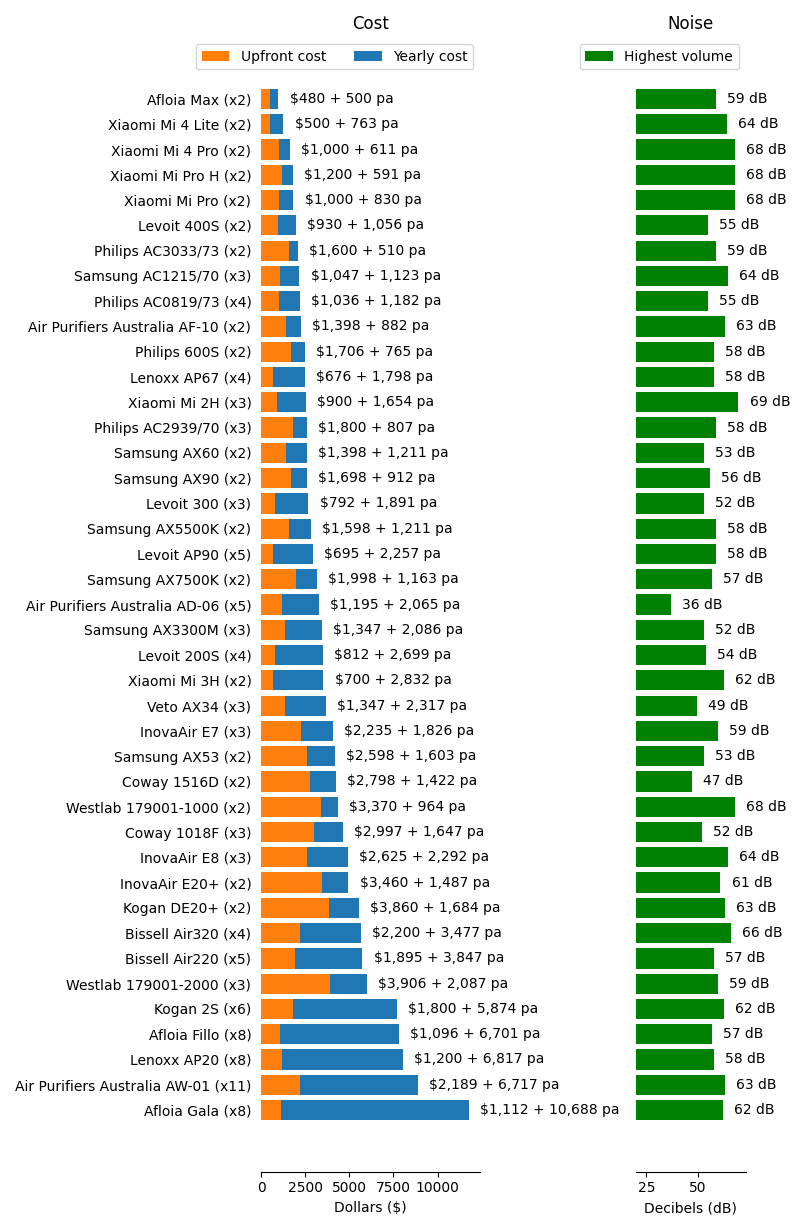 Cost Noise
Upfront cost Yearly cost Highest volume
Afloia Max (x2) $480 + 500 pa 59 dB
Xiaomi Mi 4 Lite (x2) $500 + 763 pa 64 dB
Xiaomi Mi 4 Pro (x2) $1,000 + 611 pa 68 dB
Xiaomi Mi Pro H (x2) $1,200 + 591 pa 68 dB
Xiaomi Mi Pro (x2) $1,000 + 830 pa 68 dB
Levoit 400S (x2) $930 + 1,056 pa 55 dB
Philips AC3033/73 (x2) $1,600 + 510 pa 59 dB
Samsung AC1215/70 (x3) $1,047 + 1,123 pa 64 dB
Philips AC0819/73 (x4) $1,036 + 1,182 pa 55 dB
Air Purifiers Australia AF-10 (x2) $1,398 + 882 pa 63 dB
Philips 600S (x2) $1,706 + 765 pa 58 dB
Lenoxx AP67 (x4) $676 + 1,798 pa 58 dB
Xiaomi Mi 2H (x3) $900 + 1,654 pa 69 dB
Philips AC2939/70 (x3) $1,800 + 807 pa 58 dB
Samsung AX60 (x2) $1,398 + 1,211 pa 53 dB
Samsung AX90 (x2) $1,698 + 912 pa 56 dB
Levoit 300 (x3) $792 + 1,891 pa 52 dB
Samsung AX5500K (x2) $1,598 + 1,211 pa 58 dB
Levoit AP90 (x5) $695 + 2,257 pa 58 dB
Samsung AX7500K (x2) $1,998 + 1,163 pa 57 dB
Air Purifiers Australia AD-06 (x5) $1,195 + 2,065 pa 36 dB
Samsung AX3300M (x3) $1,347 + 2,086 pa 52 dB
Levoit 200S (x4) $812 + 2,699 pa 54 dB
Xiaomi Mi 3H (x2) $700 + 2,832 pa 62 dB
Veto AX34 (x3) $1,347 + 2,317 pa 49 dB
InovaAir E7 (x3) $2,235 + 1,826 pa 59 dB
Samsung AX53 (x2) $2,598 + 1,603 pa 53 dB
Coway 1516D (x2) $2,798 + 1,422 pa 47 dB
Westlab 179001-1000 (x2) $3,370 + 964 pa 68 dB
Coway 1018F (x3) $2,997 + 1,647 pa 52 dB
InovaAir E8 (x3) $2,625 + 2,292 pa 64 dB
InovaAir E20+ (x2) $3,460 + 1,487 pa 61 dB
Kogan DE20+ (x2) $3,860 + 1,684 pa 63 dB
Bissell Air320 (x4) $2,200 + 3,477 pa 66 dB
Bissell Air220 (x5) $1,895 + 3,847 pa 57 dB
Westlab 179001-2000 (x3) $3,906 + 2,087 pa 59 dB
Kogan 2S (x6) $1,800 + 5,874 pa 62 dB
Afloia Fillo (x8) $1,096 + 6,701 pa 57 dB
Lenoxx AP20 (x8) $1,200 + 6,817 pa 58 dB
Air Purifiers Australia AW-01 (x11) $2,189 + 6,717 pa 63 dB
Afloia Gala (x8) $1,112 + 10,688 pa 62 dB
0 2500 5000 7500 10000 25 50
Dollars ($) Decibels (dB)